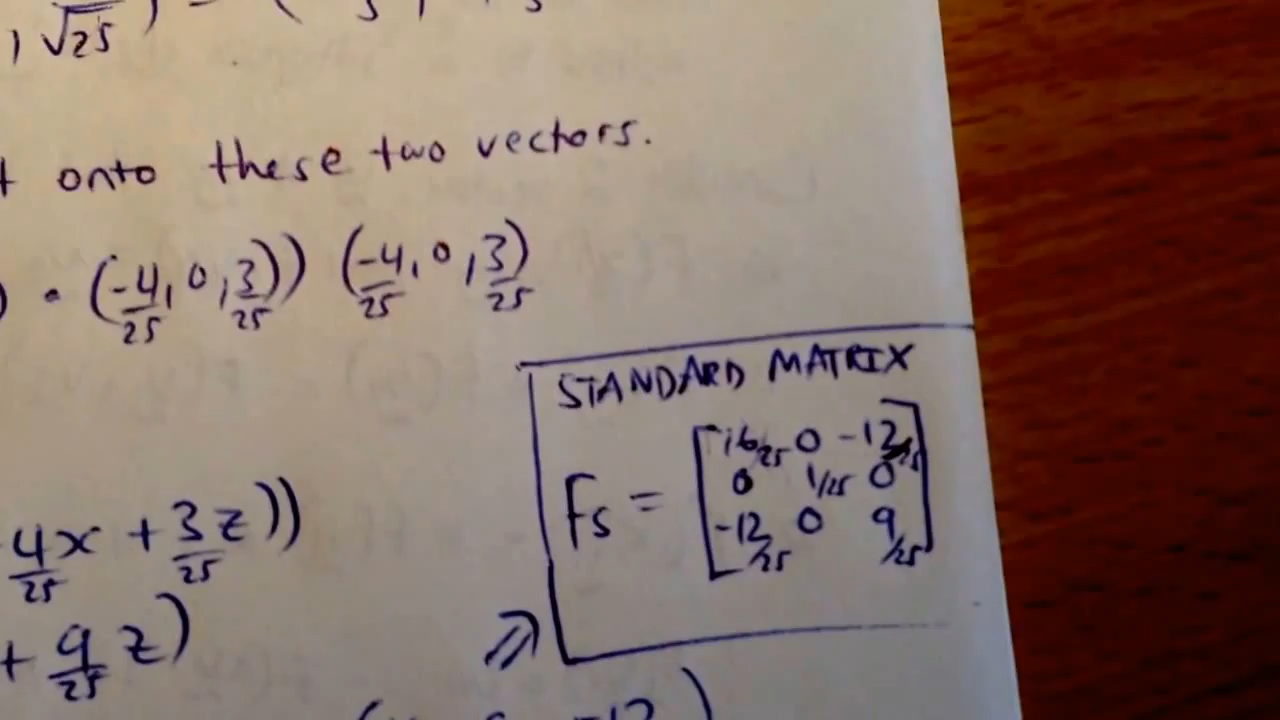 , √25 ) = (
onto these two vectors.
) • (-4/25, 0, 3/25)) (-4/25, 0, 3/25)
STANDARD MATRIX
16/25 0 -12/25
0 1/25 0
Fs =
-12/25 0 9/25
4/25 x + 3/25 z))
+ 9/25 z)
-12 )